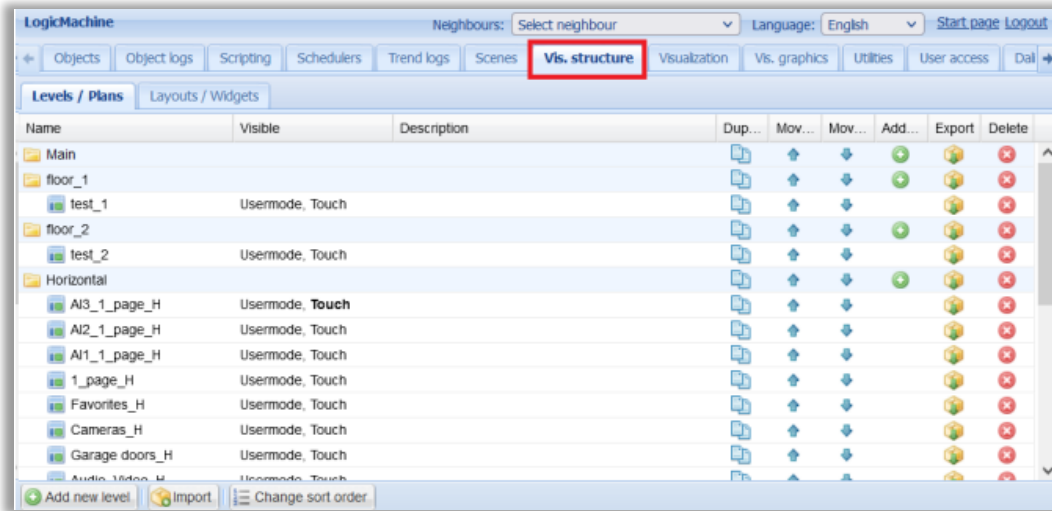 LogicMachine Neighbours: Select neighbour Language: English Start page Logout
Objects Object logs Scripting Schedulers Trend logs Scenes Vis. structure Visualization Vis. graphics Utilities User access Dal
Levels / Plans Layouts / Widgets
Name Visible Description Dup... Mov... Mov... Add... Export Delete
Main
floor_1
test_1 Usermode, Touch
floor_2
test_2 Usermode, Touch
Horizontal
AI3_1_page_H Usermode, Touch
AI2_1_page_H Usermode, Touch
AI1_1_page_H Usermode, Touch
1_page_H Usermode, Touch
Favorites_H Usermode, Touch
Cameras_H Usermode, Touch
Garage doors_H Usermode, Touch
Audio_Video_H Usermode, Touch
Add new level Import Change sort order